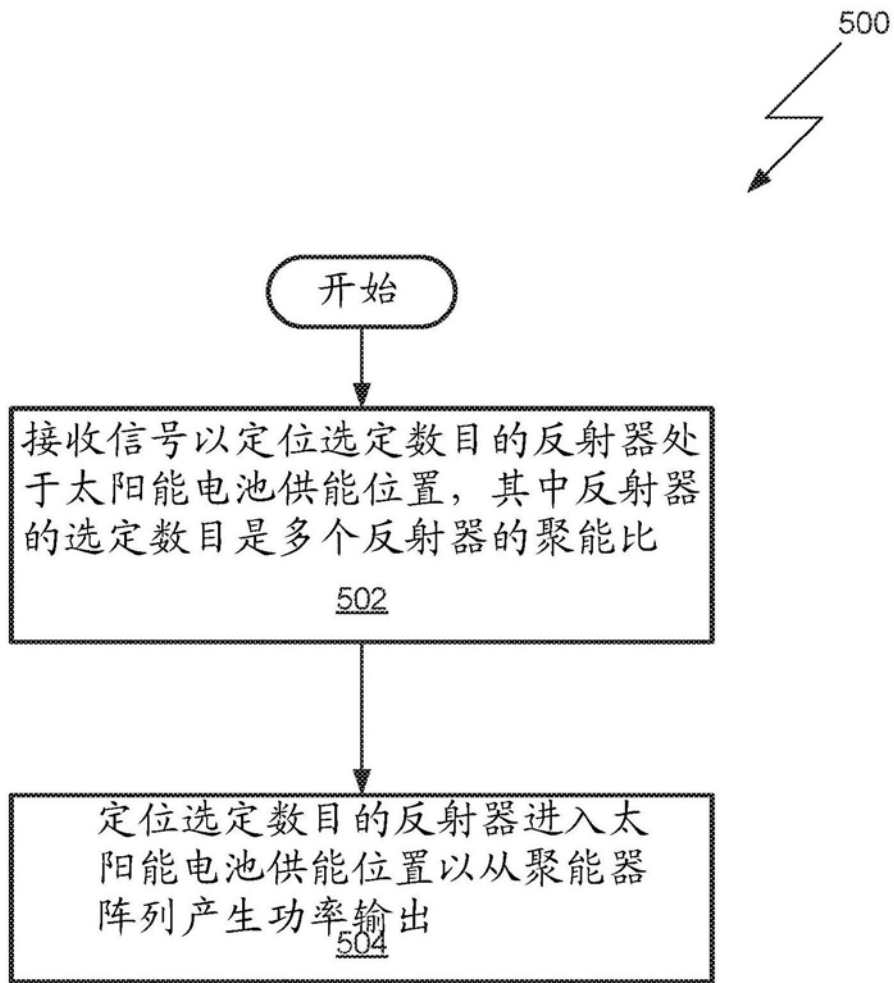 500
开始
接收信号以定位选定数目的反射器处
于太阳能电池供能位置，其中反射器
的选定数目是多个反射器的聚能比
502
定位选定数目的反射器进入太
阳能电池供能位置以从聚能器
阵列产生功率输出
504